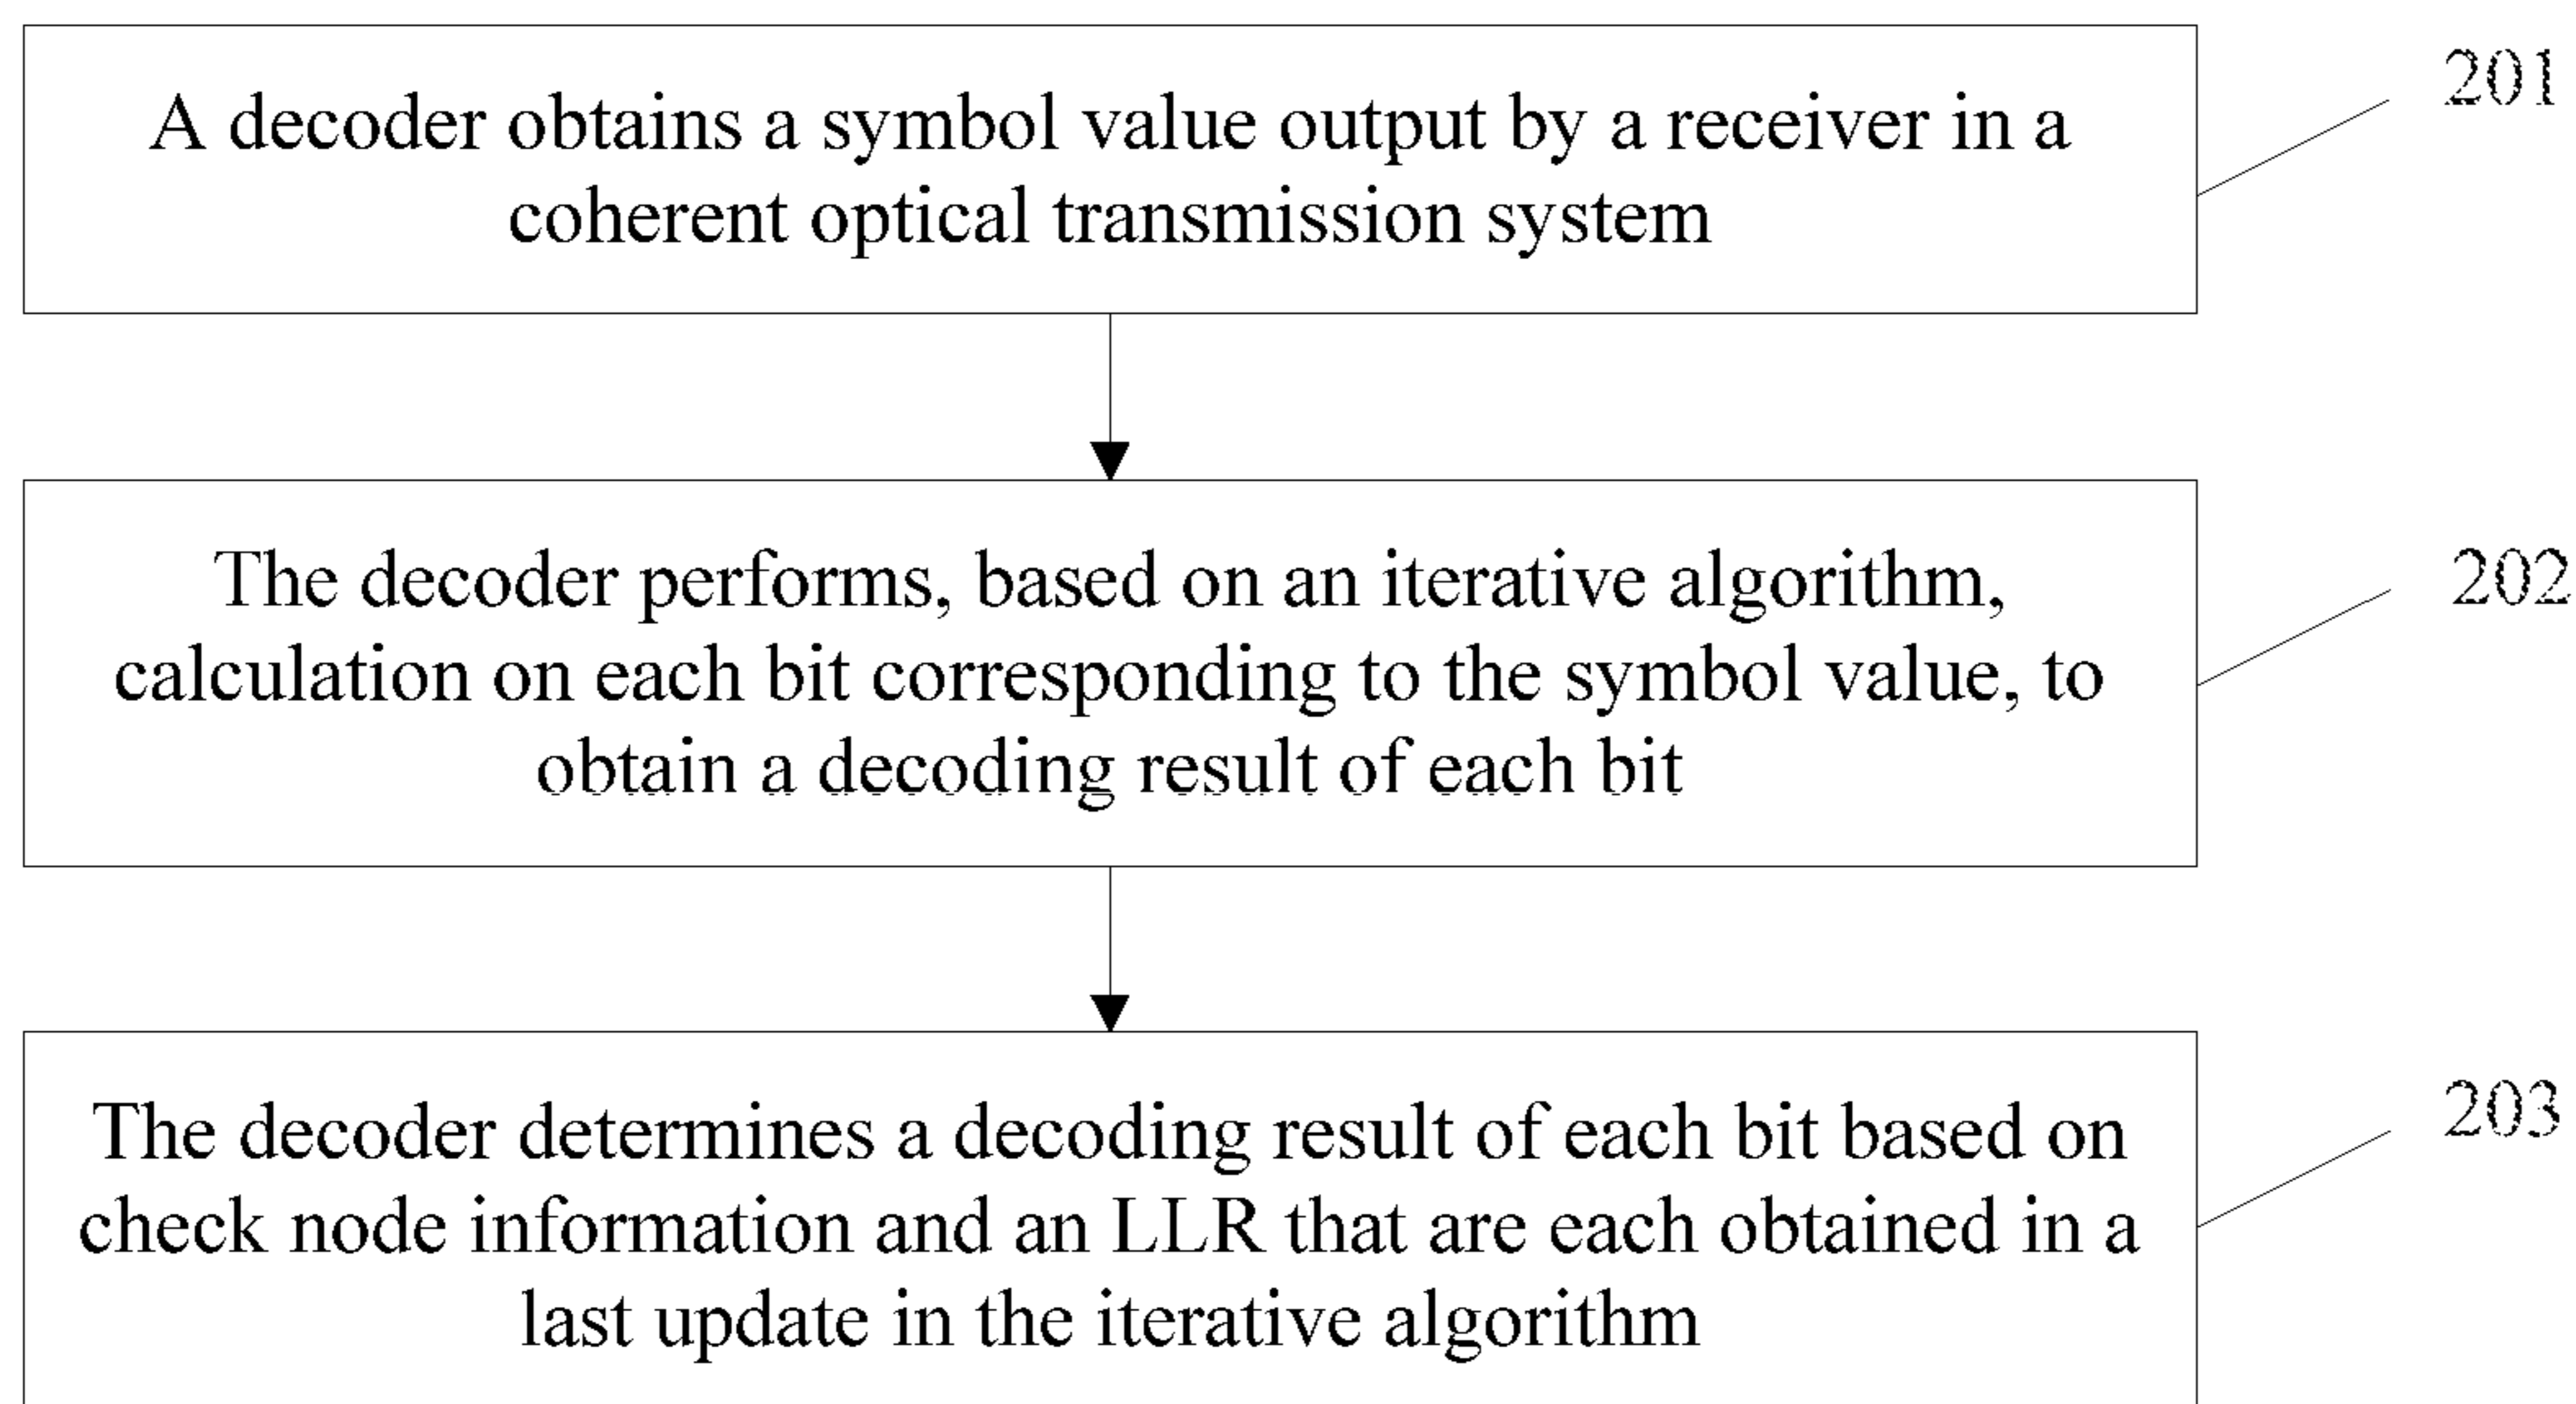 A decoder obtains a symbol value output by a receiver in a
coherent optical transmission system
201
The decoder performs, based on an iterative algorithm,
calculation on each bit corresponding to the symbol value, to
obtain a decoding result of each bit
202
The decoder determines a decoding result of each bit based on
check node information and an LLR that are each obtained in a
last update in the iterative algorithm
203